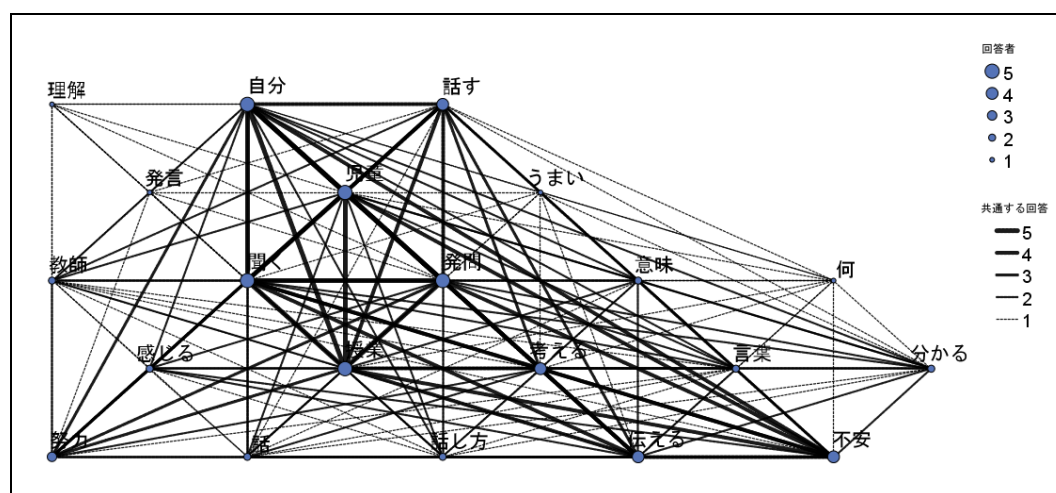 回答者
5
4
3
2
1
共通する回答
5
4
3
2
1
理解
自分
話す
発言
児童
うまい
教師
聞く
発問
意味
何
感じる
授業
考える
言葉
分かる
努力
話
話し方
伝える
不安